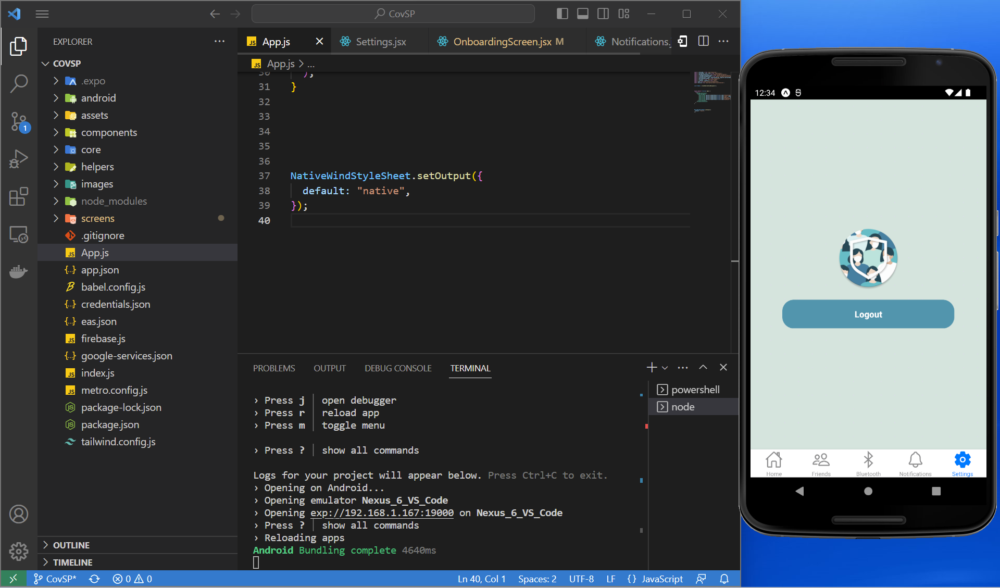 CovSP
EXPLORER
COVSP
.expo
android
assets
components
core
helpers
images
node_modules
screens
.gitignore
App.js
app.json
babel.config.js
credentials.json
eas.json
firebase.js
google-services.json
index.js
metro.config.js
package-lock.json
package.json
tailwind.config.js
OUTLINE
TIMELINE
1
App.js
Settings.jsx
OnboardingScreen.jsx M
Notifications.j
App.js > ...
30 );
31 }
32
33
34
35
36
37 NativeWindStyleSheet.setOutput({
38 default: "native",
39 });
40
PROBLEMS OUTPUT DEBUG CONSOLE TERMINAL
powershell
node
› Press j │ open debugger
› Press r │ reload app
› Press m │ toggle menu
› Press ? │ show all commands
Logs for your project will appear below. Press Ctrl+C to exit.
› Opening on Android...
› Opening emulator Nexus_6_VS_Code
› Opening exp://192.168.1.167:19000 on Nexus_6_VS_Code
› Press ? │ show all commands
› Reloading apps
Android Bundling complete 4640ms
CovSP* 0 0 Ln 40, Col 1 Spaces: 2 UTF-8 LF {} JavaScript
12:34
Logout
Home Friends Bluetooth Notifications Settings